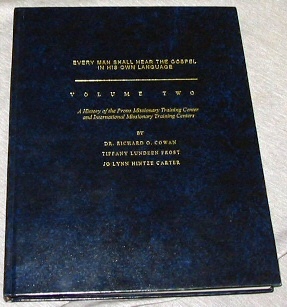 EVERY MAN SHALL HEAR THE GOSPEL
IN HIS OWN LANGUAGE
VOLUME TWO
A History of the Provo Missionary Training Center
and International Missionary Training Centers
BY
DR. RICHARD O. COWAN
TIFFANY LUNDEEN FROST
JO LYNN HINTZE CARTER